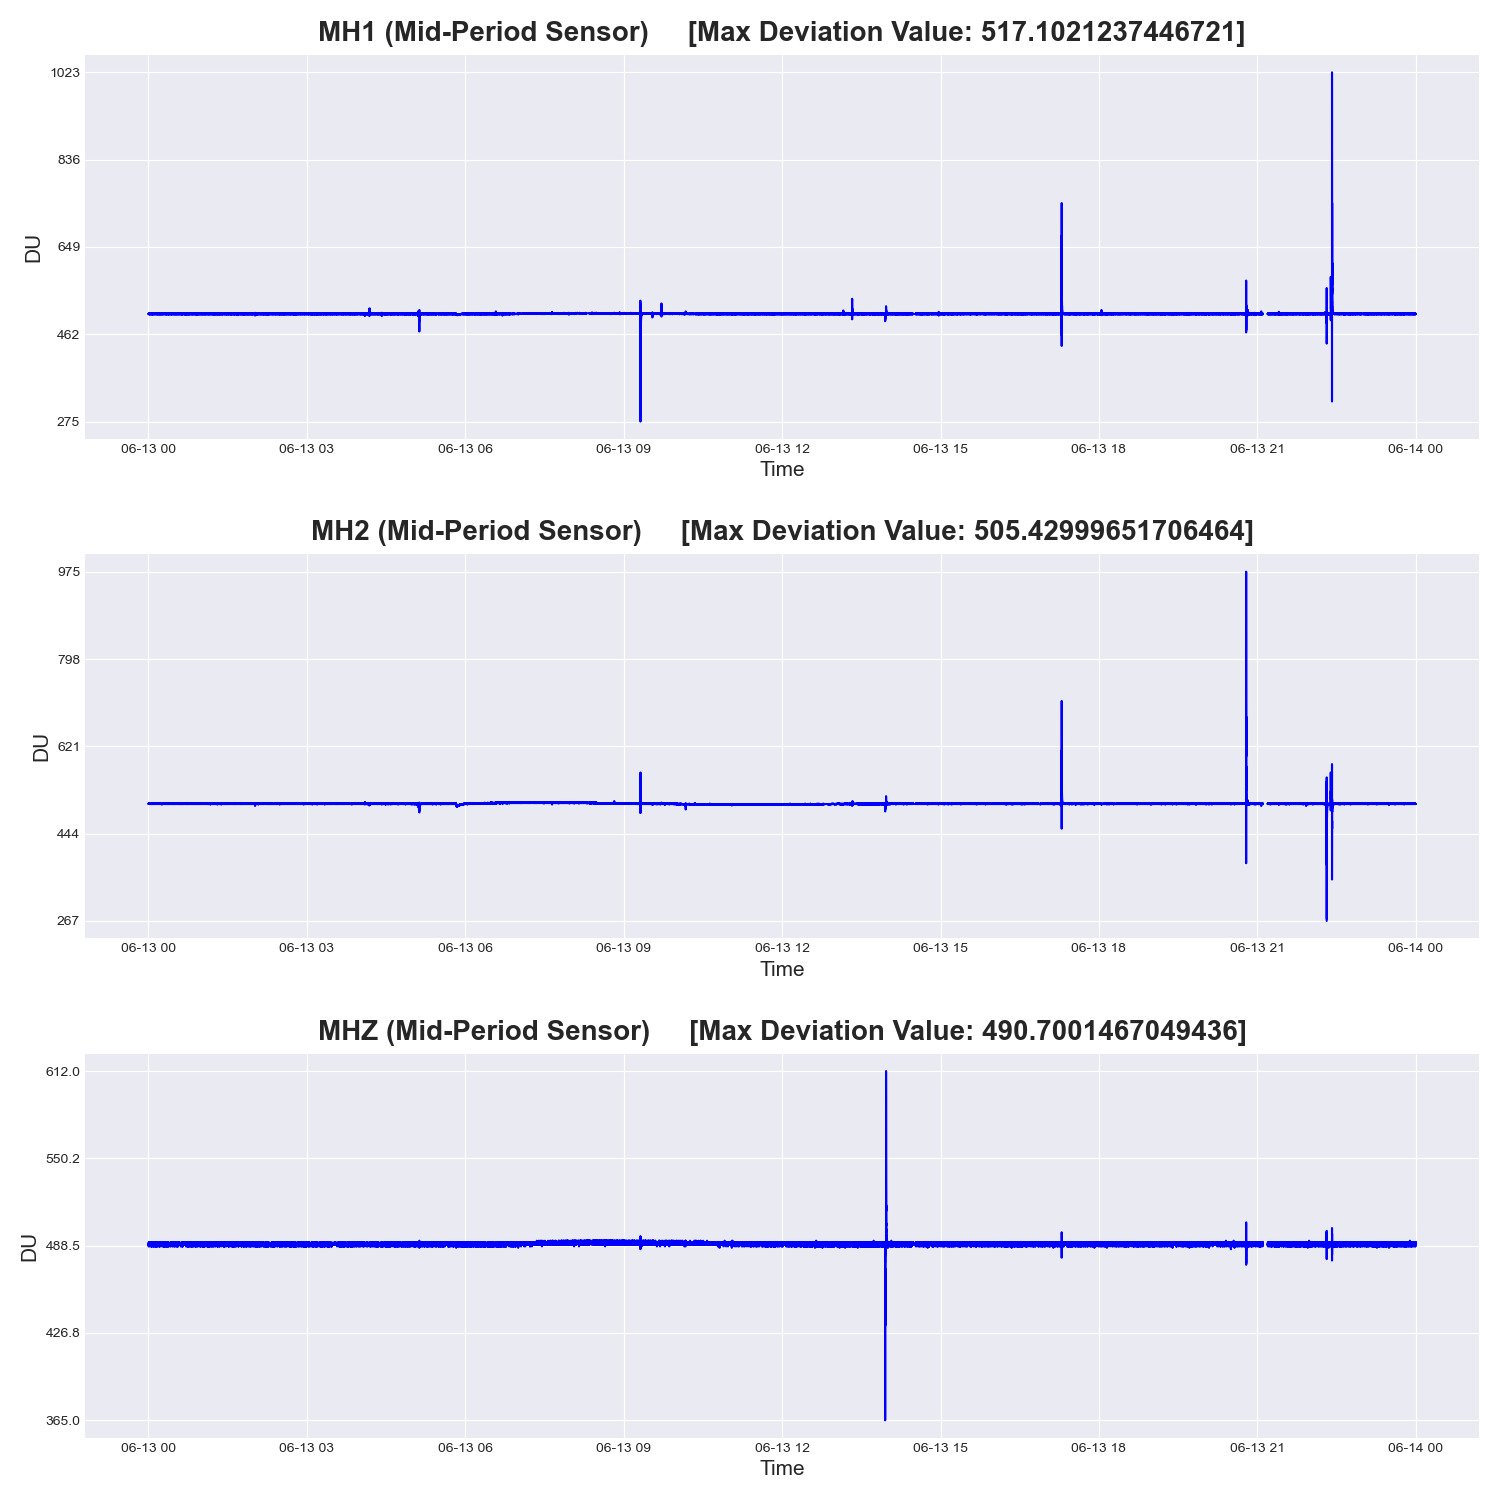 MH1 (Mid-Period Sensor)     [Max Deviation Value: 517.1021237446721]
1023
836
649
462
275
DU
06-13 00 06-13 03 06-13 06 06-13 09 06-13 12 06-13 15 06-13 18 06-13 21 06-14 00
Time
MH2 (Mid-Period Sensor)     [Max Deviation Value: 505.42999651706464]
975
798
621
444
267
DU
06-13 00 06-13 03 06-13 06 06-13 09 06-13 12 06-13 15 06-13 18 06-13 21 06-14 00
Time
MHZ (Mid-Period Sensor)     [Max Deviation Value: 490.7001467049436]
612.0
550.2
488.5
426.8
365.0
DU
06-13 00 06-13 03 06-13 06 06-13 09 06-13 12 06-13 15 06-13 18 06-13 21 06-14 00
Time